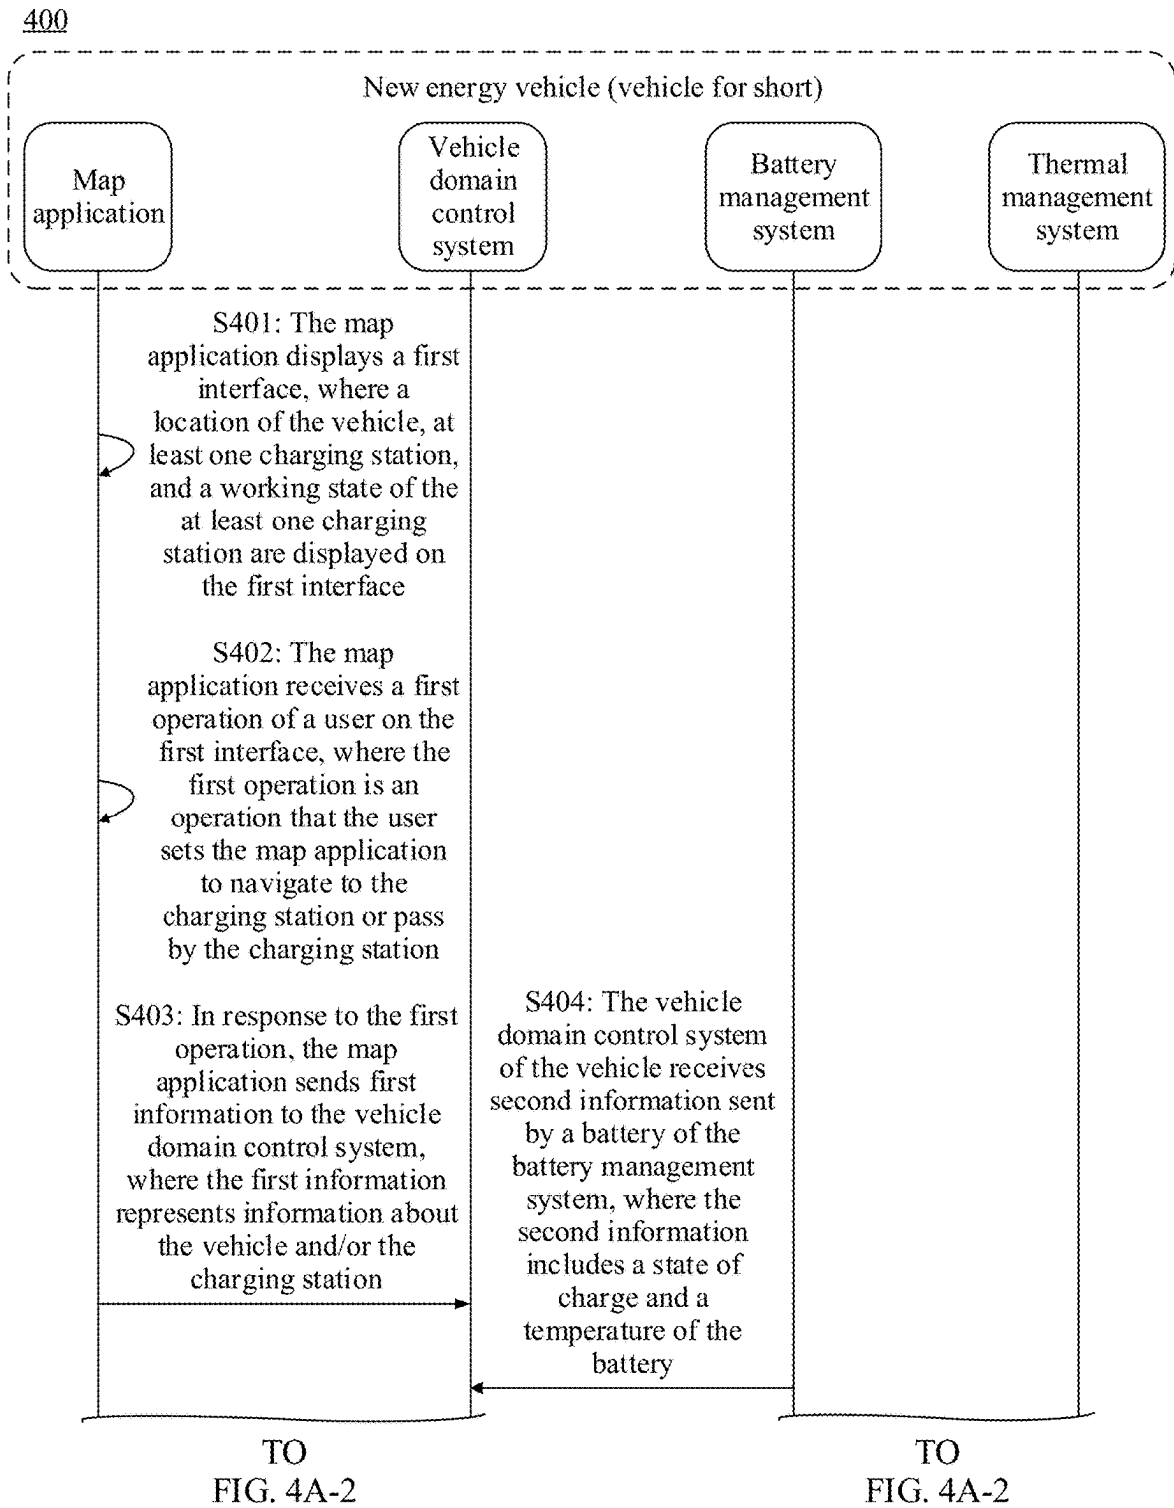 400
New energy vehicle (vehicle for short)
Map
application
Vehicle
domain
control
system
Battery
management
system
Thermal
management
system
S401: The map
application displays a first
interface, where a
location of the vehicle, at
least one charging station,
and a working state of the
at least one charging
station are displayed on
the first interface
S402: The map
application receives a first
operation of a user on the
first interface, where the
first operation is an
operation that the user
sets the map application
to navigate to the
charging station or pass
by the charging station
S403: In response to the first
operation, the map
application sends first
information to the vehicle
domain control system,
where the first information
represents information about
the vehicle and/or the
charging station
S404: The vehicle
domain control system
of the vehicle receives
second information sent
by a battery of the
battery management
system, where the
second information
includes a state of
charge and a
temperature of the
battery
TO
FIG. 4A-2
TO
FIG. 4A-2